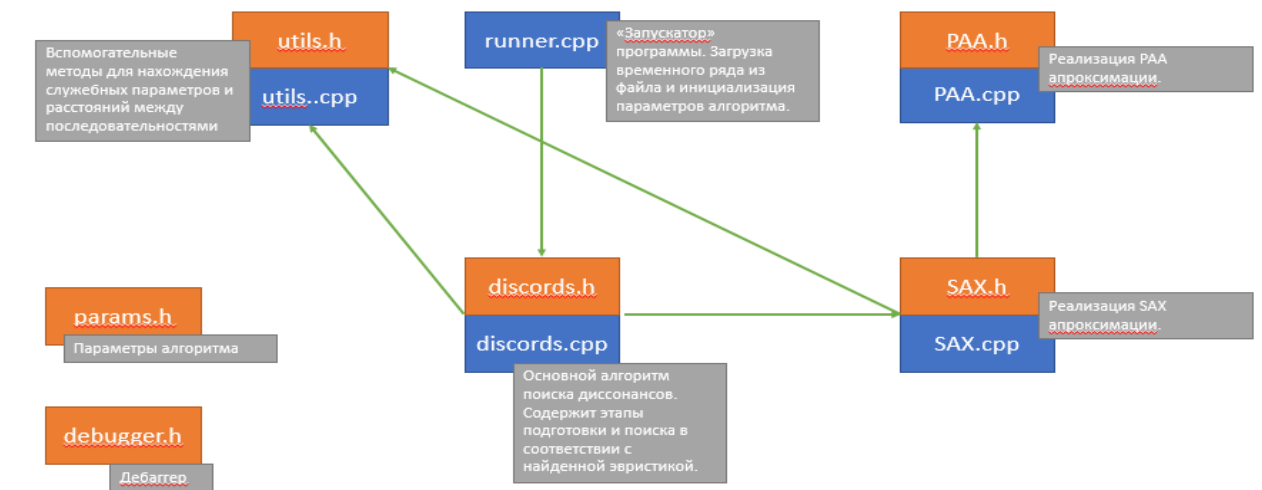 utils.h
utils..cpp
Вспомогательные
методы для нахождения
служебных параметров и
расстояний между
последовательностями
runner.cpp
«Запускатор»
программы. Загрузка
временного ряда из
файла и инициализация
параметров алгоритма.
PAA.h
PAA.cpp
Реализация PAA
апроксимации.
params.h
Параметры алгоритма
discords.h
discords.cpp
Основной алгоритм
поиска диссонансов.
Содержит этапы
подготовки и поиска в
соответствии с
найденной эвристикой.
SAX.h
SAX.cpp
Реализация SAX
апроксимации.
debugger.h
Дебаггер